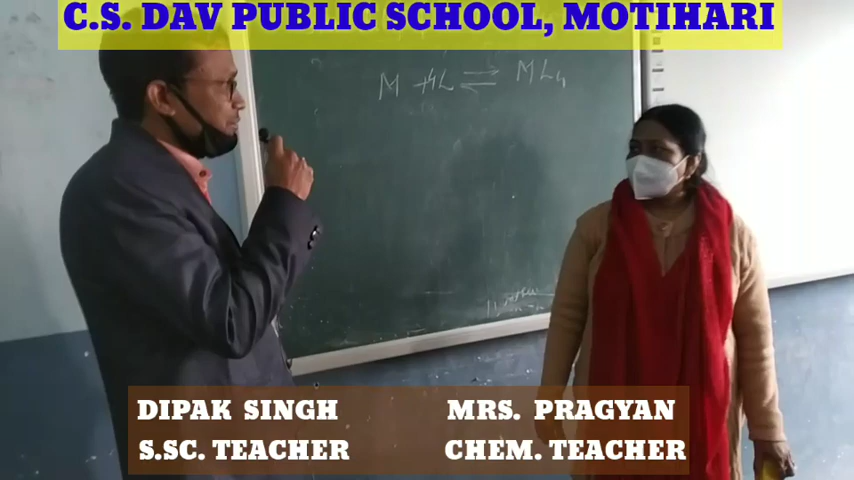 C.S. DAV PUBLIC SCHOOL, MOTIHARI
M + 4L ⇌ ML₄
DIPAK SINGH MRS. PRAGYAN
S.SC. TEACHER CHEM. TEACHER